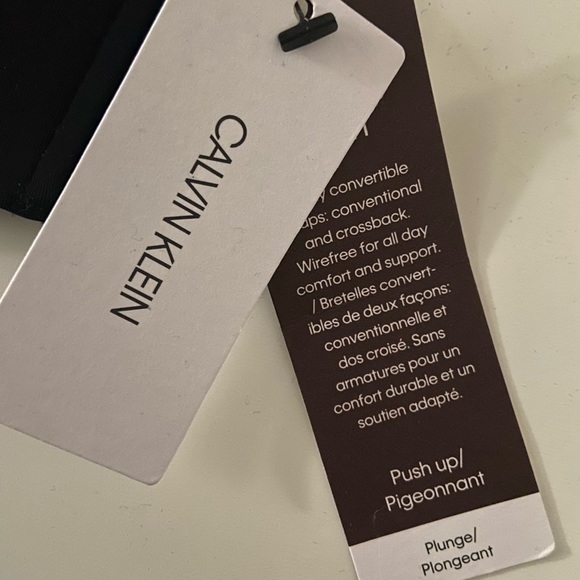 CALVIN KLEIN
convertible
conventional
and crossback.
Wirefree for all day
comfort and support.
/ Bretelles convert-
ibles de deux façons:
conventionnelle et
dos croisé. Sans
armatures pour un
confort durable et un
soutien adapté.
Push up/
Pigeonnant
Plunge/
Plongeant